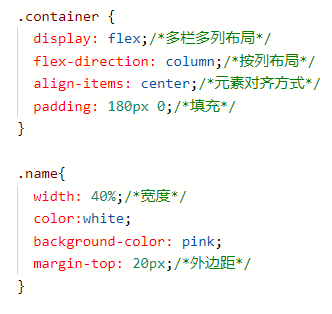 .container {
display: flex;/*多栏多列布局*/
flex-direction: column;/*按列布局*/
align-items: center;/*元素对齐方式*/
padding: 180px 0;/*填充*/
}
.name{
width: 40%;/*宽度*/
color:white;
background-color: pink;
margin-top: 20px;/*外边距*/
}